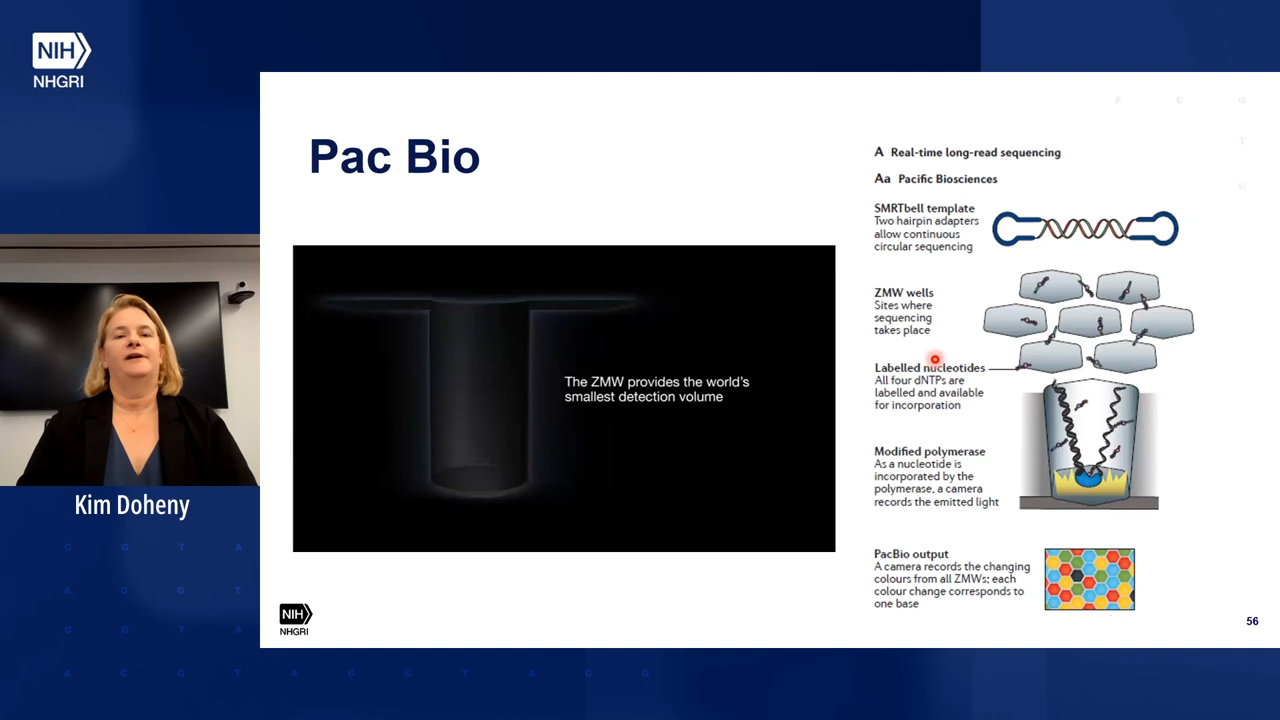 NIH
NHGRI
Pac Bio
The ZMW provides the world's
smallest detection volume
A Real-time long-read sequencing
Aa Pacific Biosciences
SMRTbell template
Two hairpin adapters
allow continuous
circular sequencing
ZMW wells
Sites where
sequencing
takes place
Labelled nucleotides
All four dNTPs are
labelled and available
for incorporation
Modified polymerase
As a nucleotide is
incorporated by the
polymerase, a camera
records the emitted light
PacBio output
A camera records the changing
colours from all ZMWs; each
colour change corresponds to
one base
NIH
NHGRI
56
Kim Doheny
A C G
T
C G T A
A C G T
C G T A
A C G T A C G T A C G